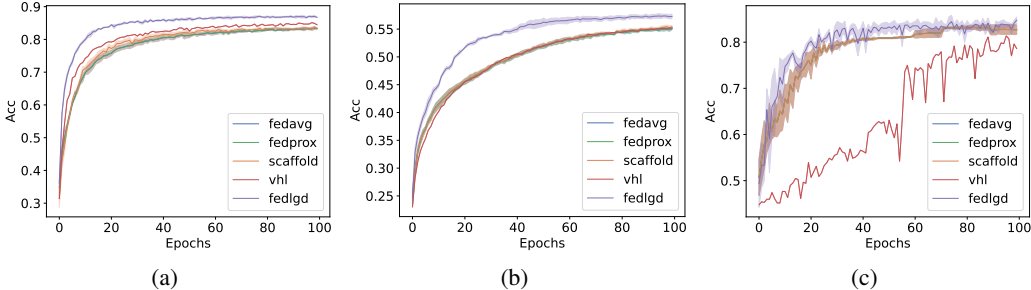 0.9
0.8
0.7
0.6
0.5
0.4
0.3
Acc
0 20 40 60 80 100
Epochs
fedavg
fedprox
scaffold
vhl
fedlgd
(a)
0.55
0.50
0.45
0.40
0.35
0.30
0.25
Acc
0 20 40 60 80 100
Epochs
fedavg
fedprox
scaffold
vhl
fedlgd
(b)
0.8
0.7
0.6
0.5
Acc
0 20 40 60 80 100
Epochs
fedavg
fedprox
scaffold
vhl
fedlgd
(c)